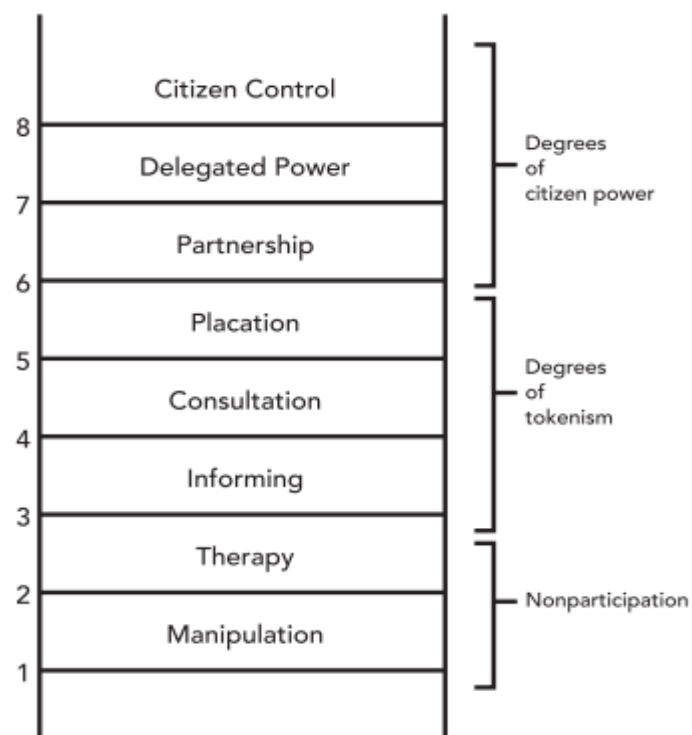 Citizen Control
8
Delegated Power
7
Partnership
6
Placation
5
Consultation
4
Informing
3
Therapy
2
Manipulation
1
Degrees
of
citizen power
Degrees
of
tokenism
Nonparticipation